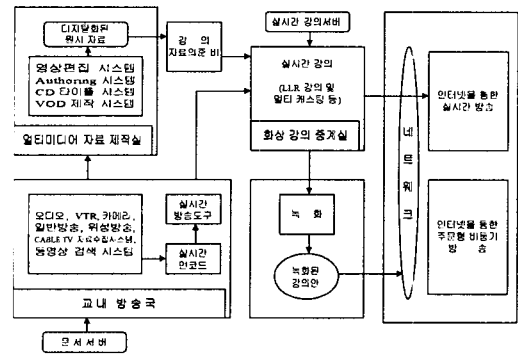 디지탈화된
원시 자료
영상편집 시스템
Authoring 시스템
CD 타이틀 시스템
VOD 제작 시스템
멀티미디어 자료 제작실
강 의
자료의준 비
실시간 강의서버
실시간 강의
(LLR 강의 및
멀티 캐스팅 등)
화상 강의 중계실
네트워크
인터넷을 통한
실시간 방송
오디오, VTR, 카메라,
일반방송, 위성방송,
CABLE TV 자료수집시스템,
동영상 검색 시스템
실시간
방송도구
실시간
인코드
교내 방송국
문서서버
녹 화
녹화된
강의안
인터넷을 통한
주문형 비동기
방 송